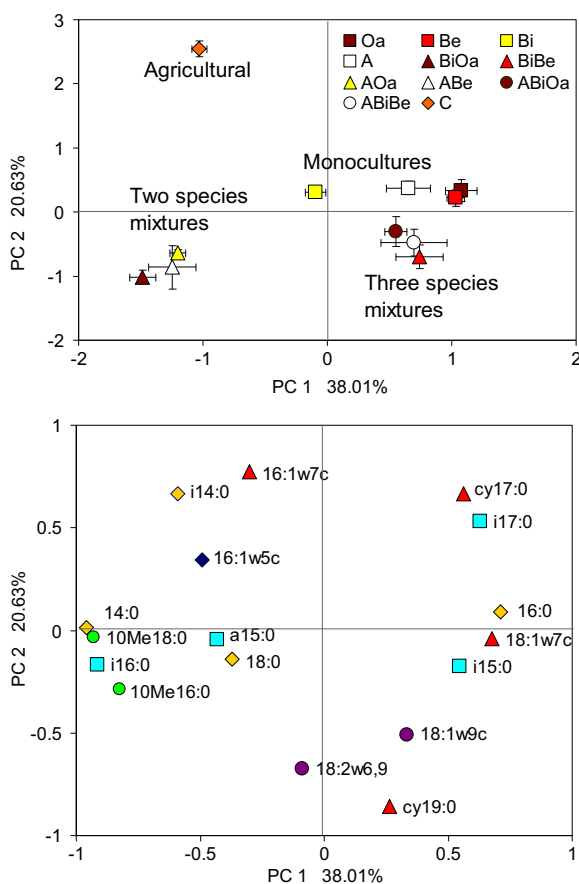 3
2
1
0
-1
-2
PC 2 20.63%
Agricultural
Oa Be Bi
A BiOa BiBe
AOa ABe ABiOa
ABiBe C
Monocultures
Two species
mixtures
Three species
mixtures
-2 -1 0 1 2
PC 1 38.01%
1
0.5
0
-0.5
-1
PC 2 20.63%
16:1w7c
cy17:0
i14:0
i17:0
16:1w5c
14:0
16:0
10Me18:0
a15:0
18:1w7c
i16:0
18:0
i15:0
10Me16:0
18:1w9c
18:2w6,9
cy19:0
-1 -0.5 0 0.5 1
PC 1 38.01%